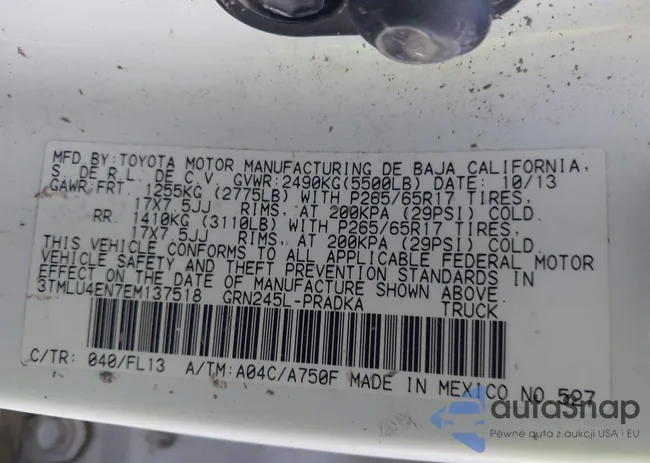 MFD. BY: TOYOTA MOTOR MANUFACTURING DE BAJA CALIFORNIA,
S. DE R.L. DE C.V. GVWR:2490KG(5500LB) DATE: 10/13
GAWR:FRT. 1255KG (2775LB) WITH P265/65R17 TIRES,
17X7.5JJ RIMS, AT 200KPA (29PSI) COLD.
RR. 1410KG (3110LB) WITH P265/65R17 TIRES,
17X7.5JJ RIMS, AT 200KPA (29PSI) COLD.
THIS VEHICLE CONFORMS TO ALL APPLICABLE FEDERAL MOTOR
VEHICLE SAFETY AND THEFT PREVENTION STANDARDS IN
EFFECT ON THE DATE OF MANUFACTURE SHOWN ABOVE.
3TMLU4EN7EM137518 GRN245L-PRADKA TRUCK
C/TR: 040/FL13 A/TM:A04C/A750F MADE IN MEXICO NO 527
autaSnap
Pewne auta z aukcji USA i EU